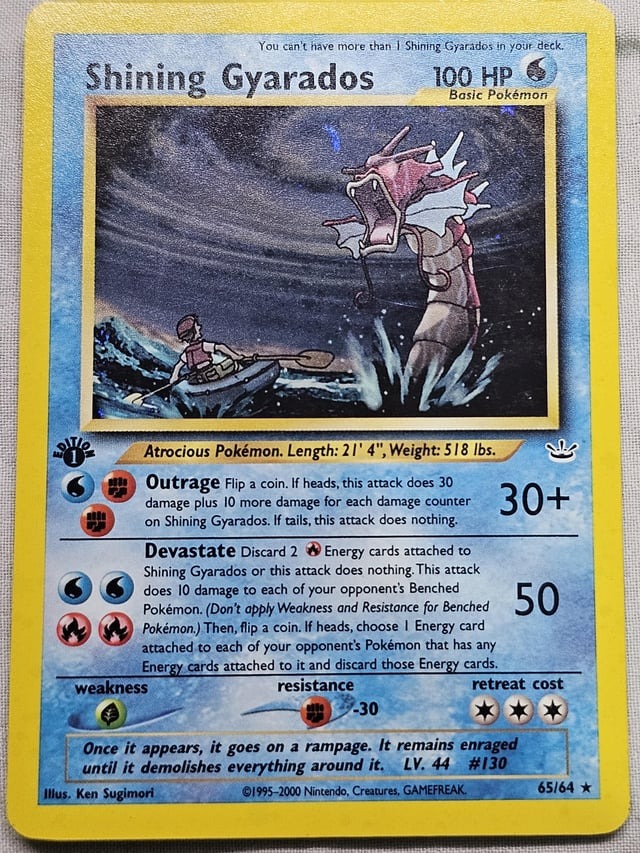 You can't have more than 1 Shining Gyarados in your deck.
Shining Gyarados 100 HP
Basic Pokémon
EDITION 1
Atrocious Pokémon. Length: 21' 4", Weight: 518 lbs.
Outrage Flip a coin. If heads, this attack does 30
damage plus 10 more damage for each damage counter
on Shining Gyarados. If tails, this attack does nothing.
30+
Devastate Discard 2 Energy cards attached to
Shining Gyarados or this attack does nothing. This attack
does 10 damage to each of your opponent's Benched
Pokémon. (Don't apply Weakness and Resistance for Benched
Pokémon.) Then, flip a coin. If heads, choose 1 Energy card
attached to each of your opponent's Pokémon that has any
Energy cards attached to it and discard those Energy cards.
50
weakness resistance retreat cost
-30
Once it appears, it goes on a rampage. It remains enraged
until it demolishes everything around it. LV. 44 #130
Illus. Ken Sugimori ©1995–2000 Nintendo, Creatures, GAMEFREAK. 65/64 ★